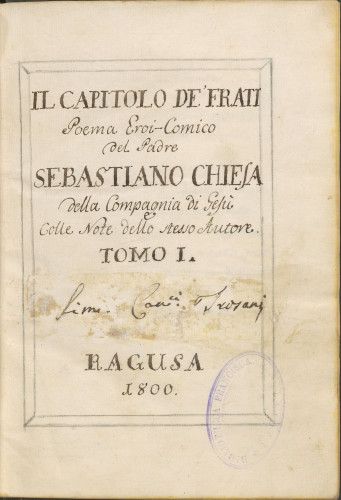 IL CAPITOLO DE' FRATI
Poema Eroi-Comico
del Padre
SEBASTIANO CHIESA
della Compagnia di Gesù
Colle Note dello stesso Autore.
TOMO I.
RAGUSA
1800.